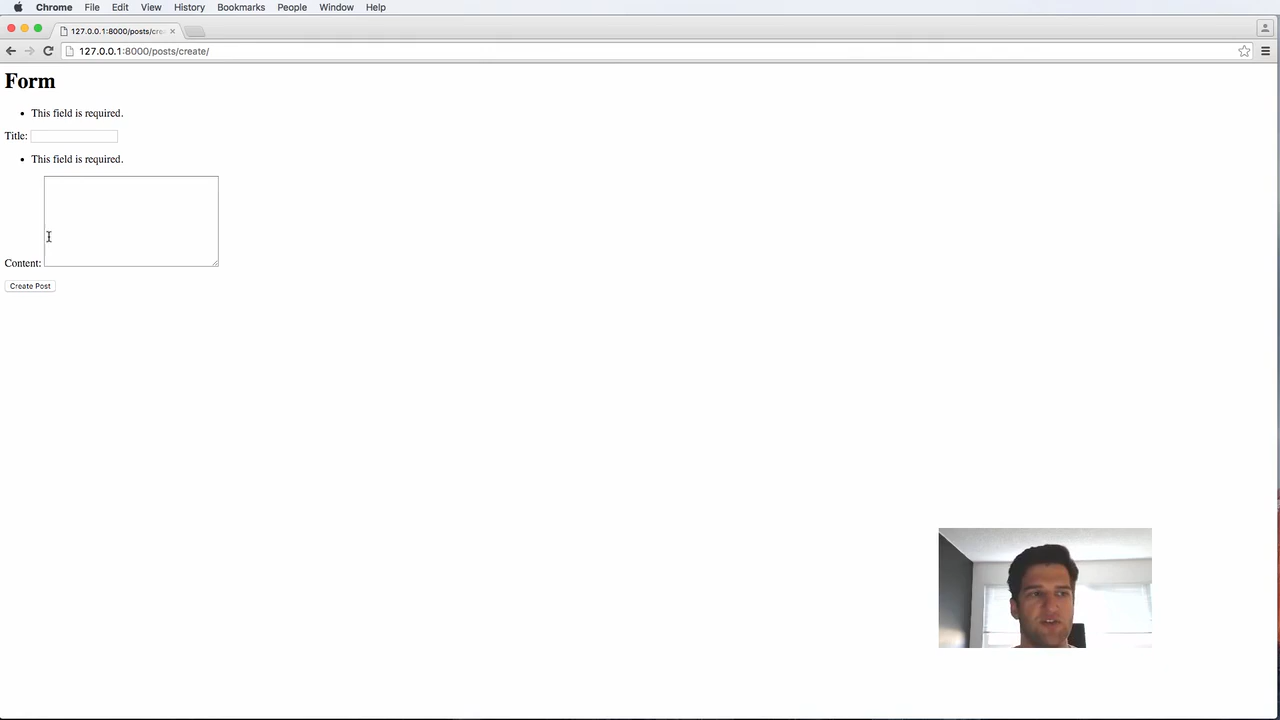 Chrome File Edit View History Bookmarks People Window Help
127.0.0.1:8000/posts/cre
127.0.0.1:8000/posts/create/
Form
This field is required.
Title:
This field is required.
Content:
Create Post